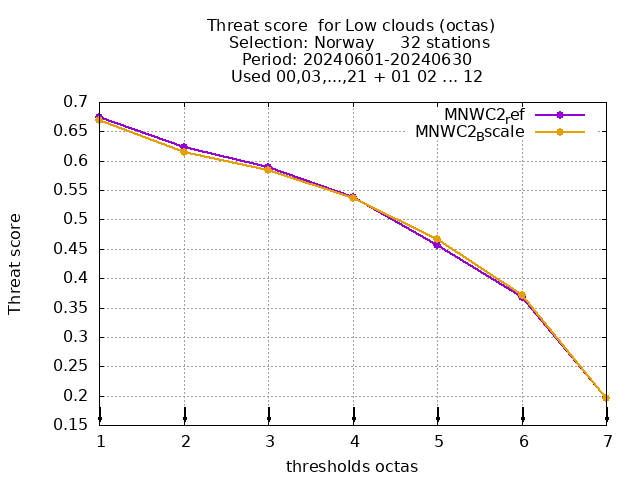 Threat score  for Low clouds (octas)
Selection: Norway     32 stations
Period: 20240601-20240630
Used 00,03,...,21 + 01 02 ... 12
MNWC2ref
MNWC2Bscale
Threat score
0.7
0.65
0.6
0.55
0.5
0.45
0.4
0.35
0.3
0.25
0.2
0.15
1 2 3 4 5 6 7
thresholds octas